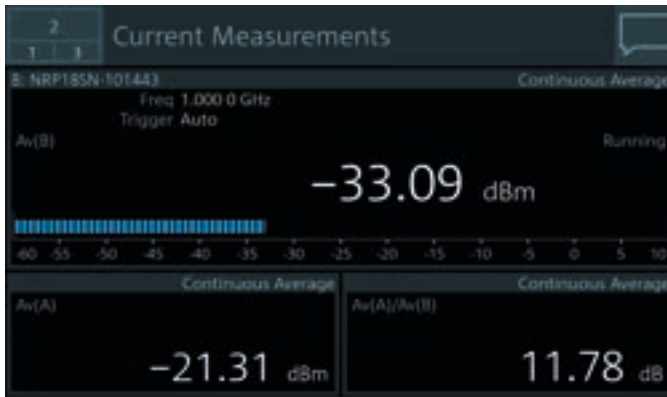 2
1 3
Current Measurements
B: NRP18SN-101443 Continuous Average
Freq 1.000 0 GHz
Trigger Auto
Av(B) Running
-33.09 dBm
-60 -55 -50 -45 -40 -35 -30 -25 -20 -15 -10 -5 0 5 10
Continuous Average Continuous Average
Av(A) Av(A)/Av(B)
-21.31 dBm 11.78 dB